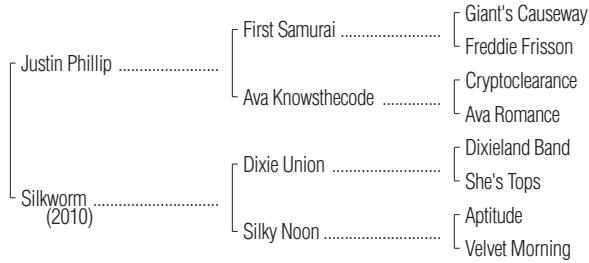 Giant's Causeway
First Samurai ......................
Freddie Frisson
Justin Phillip ......................
Cryptoclearance
Ava Knowsthecode .............
Ava Romance
Dixieland Band
Dixie Union ........................
She's Tops
Silkworm ............................
(2010)
Aptitude
Silky Noon ...........................
Velvet Morning